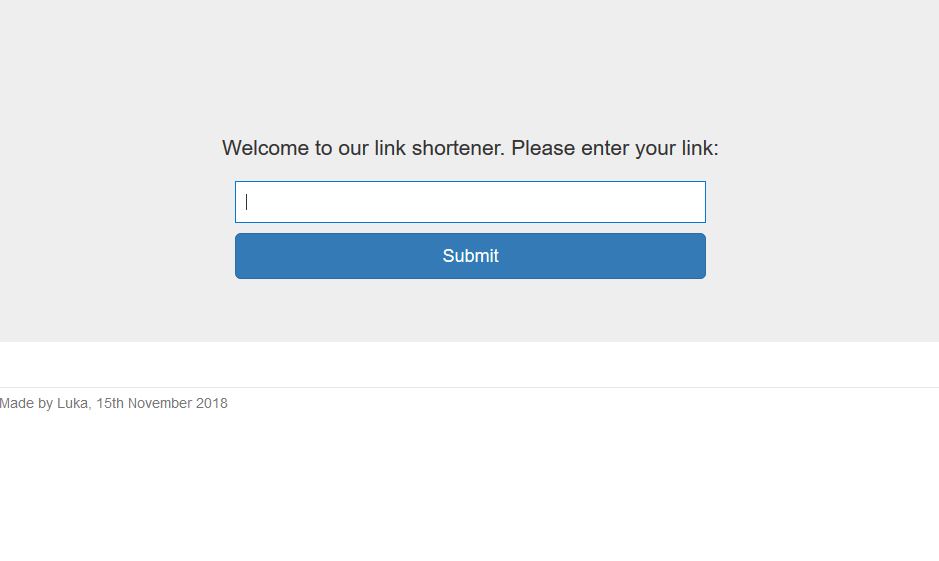 Welcome to our link shortener. Please enter your link:
Submit
Made by Luka, 15th November 2018